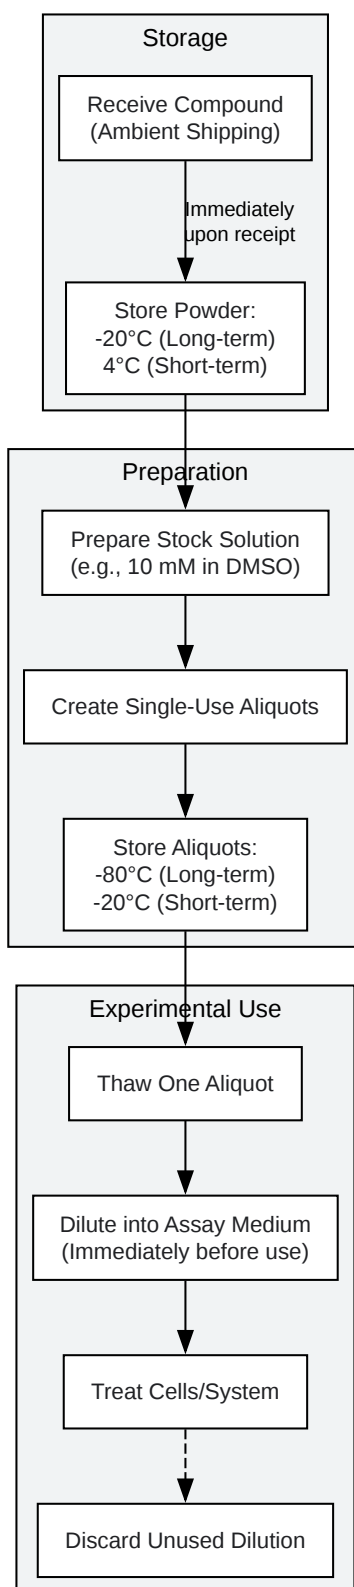 Storage
Receive Compound
(Ambient Shipping)
Immediately
upon receipt
Store Powder:
-20°C (Long-term)
4°C (Short-term)
Preparation
Prepare Stock Solution
(e.g., 10 mM in DMSO)
Create Single-Use Aliquots
Store Aliquots:
-80°C (Long-term)
-20°C (Short-term)
Experimental Use
Thaw One Aliquot
Dilute into Assay Medium
(Immediately before use)
Treat Cells/System
Discard Unused Dilution